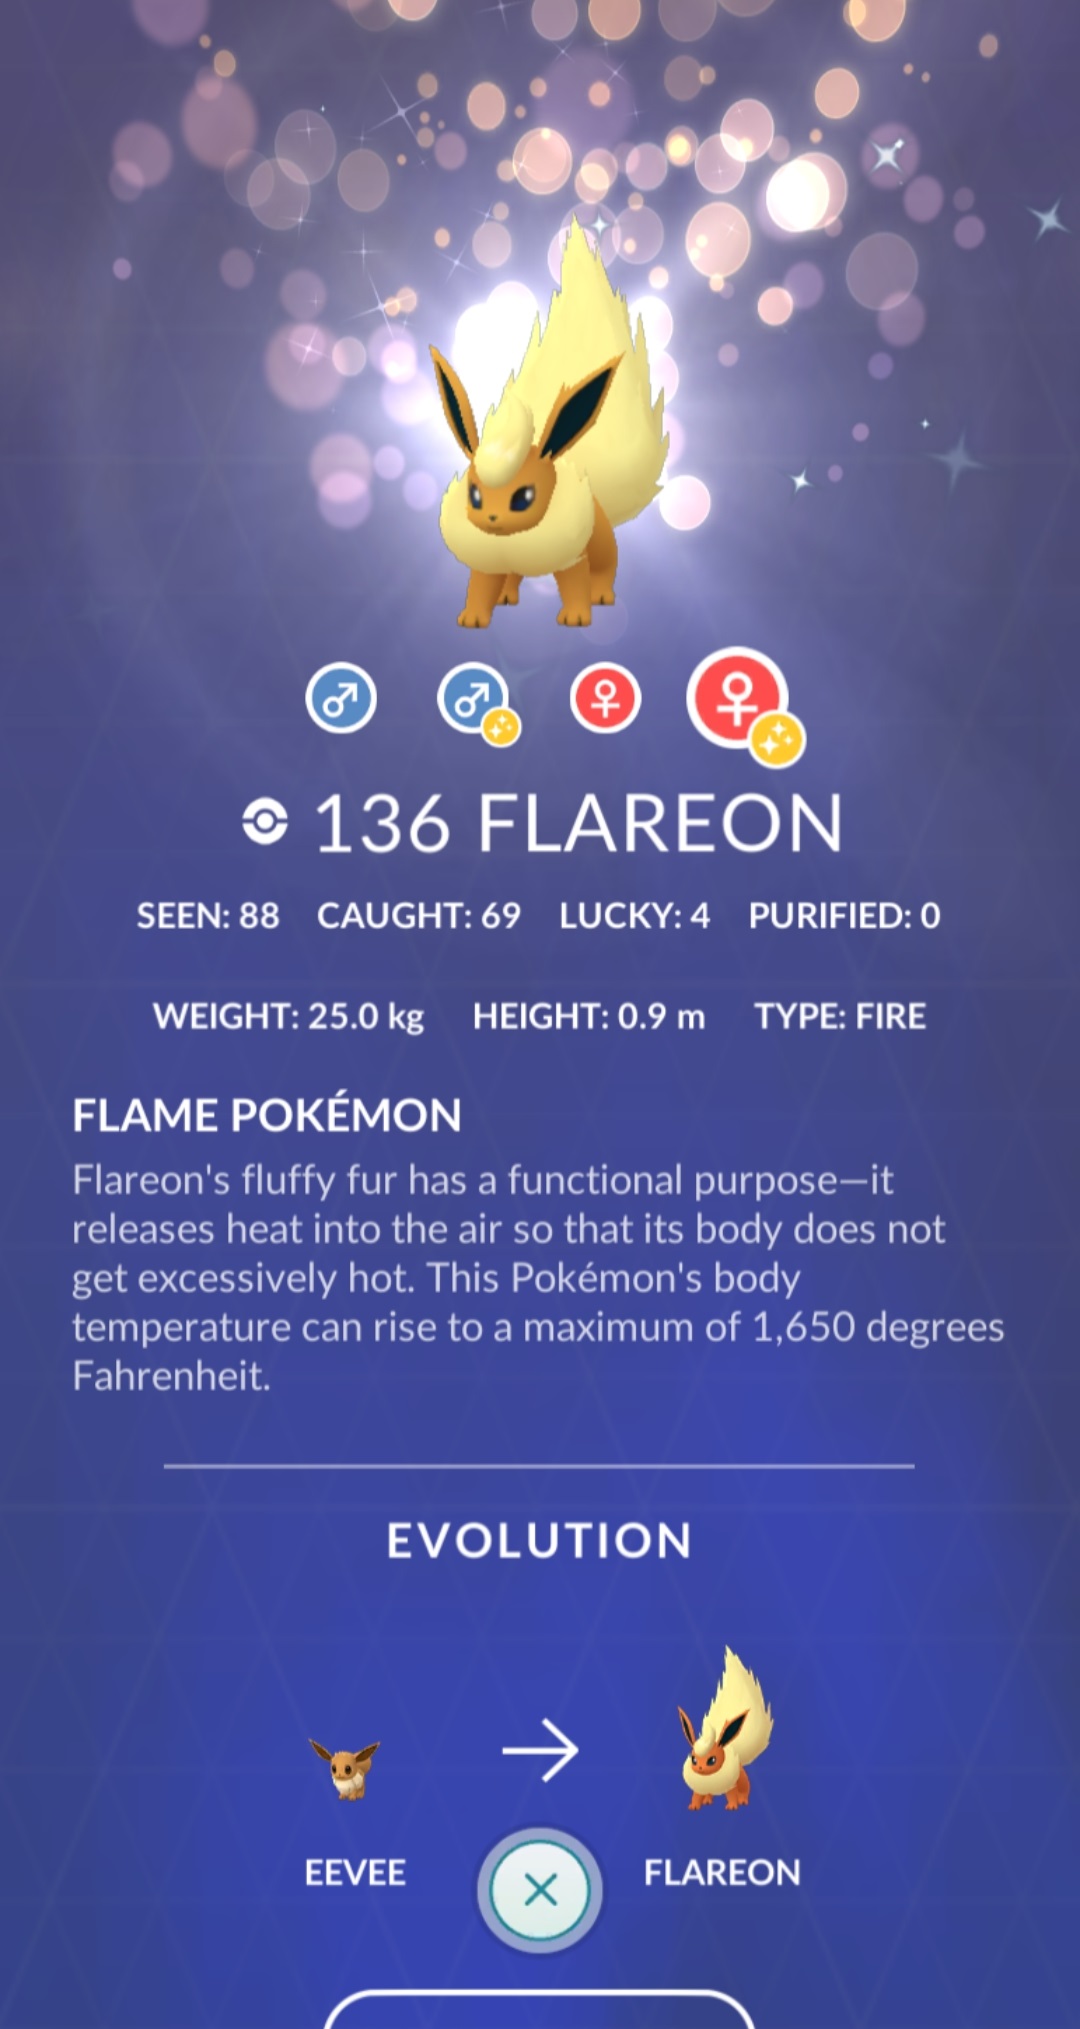 136 FLAREON
SEEN: 88 CAUGHT: 69 LUCKY: 4 PURIFIED: 0
WEIGHT: 25.0 kg HEIGHT: 0.9 m TYPE: FIRE
FLAME POKÉMON
Flareon's fluffy fur has a functional purpose—it
releases heat into the air so that its body does not
get excessively hot. This Pokémon's body
temperature can rise to a maximum of 1,650 degrees
Fahrenheit.
EVOLUTION
EEVEE FLAREON